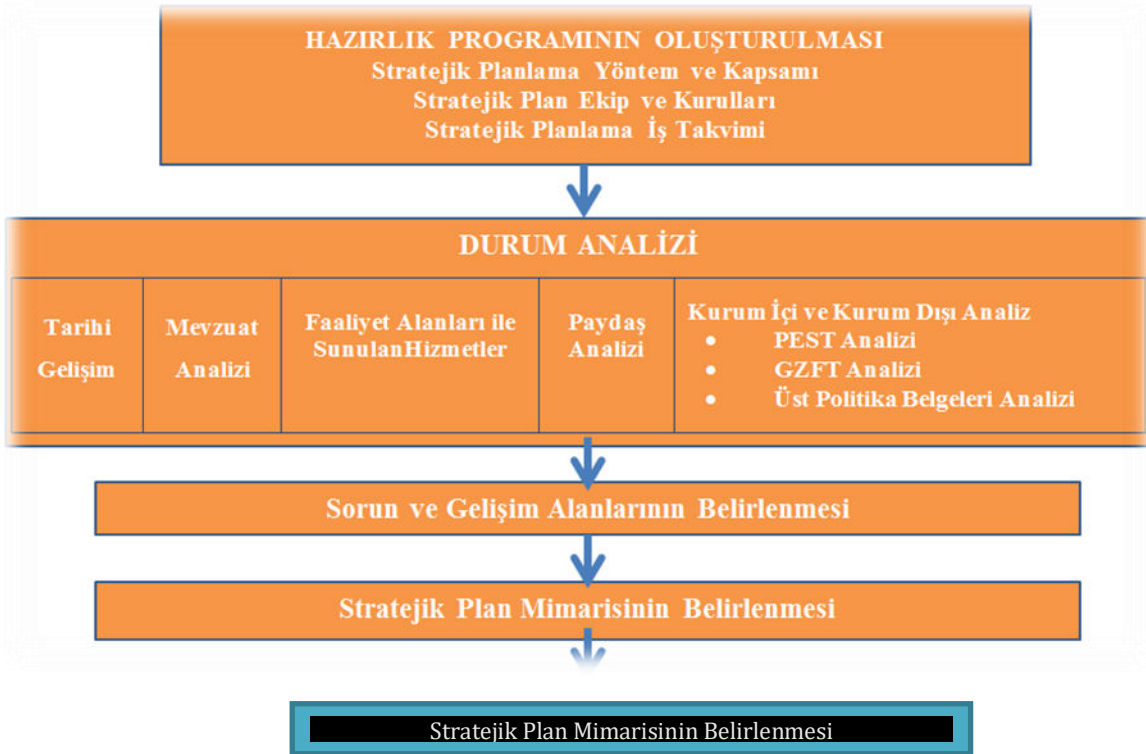 HAZIRLIK PROGRAMININ OLUŞTURULMASI
Stratejik Planlama Yöntem ve Kapsamı
Stratejik Plan Ekip ve Kurulları
Stratejik Planlama İş Takvimi
DURUM ANALİZİ
Tarihi
Gelişim
Mevzuat
Analizi
Faaliyet Alanları ile
SunulanHizmetler
Paydaş
Analizi
Kurum İçi ve Kurum Dışı Analiz
• PEST Analizi
• GZFT Analizi
• Üst Politika Belgeleri Analizi
Sorun ve Gelişim Alanlarının Belirlenmesi
Stratejik Plan Mimarisinin Belirlenmesi
Stratejik Plan Mimarisinin Belirlenmesi